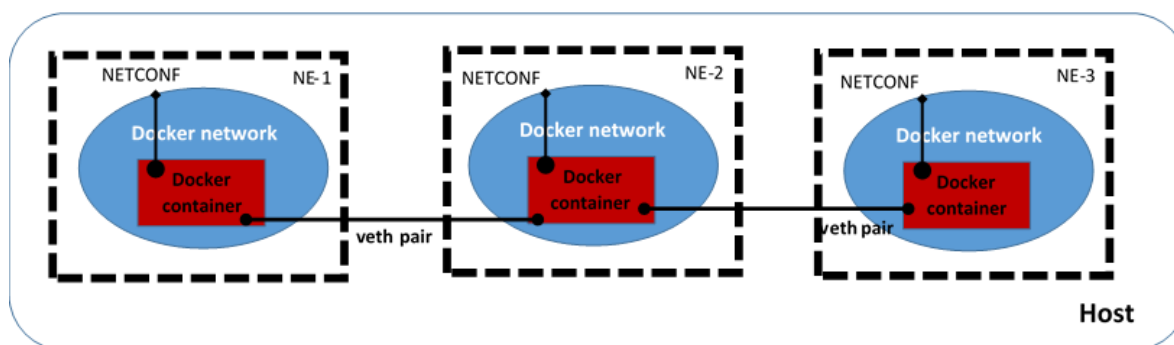 NETCONF
NE-1
Docker network
Docker
container
veth pair
NETCONF
NE-2
Docker network
Docker
container
veth pair
NETCONF
NE-3
Docker network
Docker
container
Host